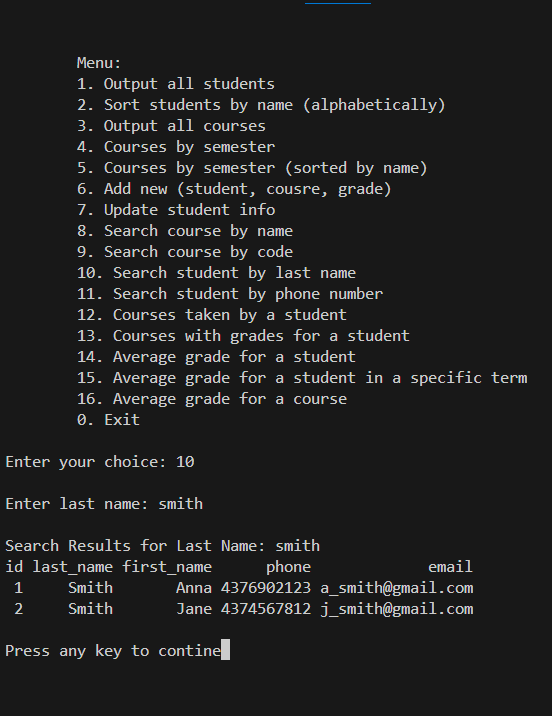 Menu:
1. Output all students
2. Sort students by name (alphabetically)
3. Output all courses
4. Courses by semester
5. Courses by semester (sorted by name)
6. Add new (student, cousre, grade)
7. Update student info
8. Search course by name
9. Search course by code
10. Search student by last name
11. Search student by phone number
12. Courses taken by a student
13. Courses with grades for a student
14. Average grade for a student
15. Average grade for a student in a specific term
16. Average grade for a course
0. Exit
Enter your choice: 10
Enter last name: smith
Search Results for Last Name: smith
id last_name first_name phone email
1 Smith Anna 4376902123 a_smith@gmail.com
2 Smith Jane 4374567812 j_smith@gmail.com
Press any key to contine